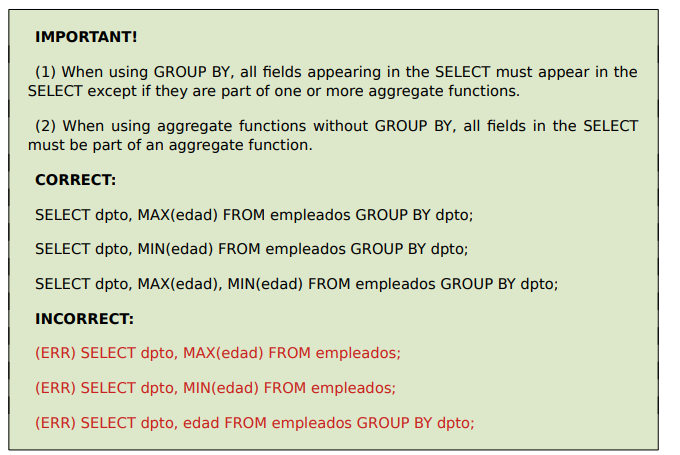 IMPORTANT!
(1) When using GROUP BY, all fields appearing in the SELECT must appear in the
SELECT except if they are part of one or more aggregate functions.
(2) When using aggregate functions without GROUP BY, all fields in the SELECT
must be part of an aggregate function.
CORRECT:
SELECT dpto, MAX(edad) FROM empleados GROUP BY dpto;
SELECT dpto, MIN(edad) FROM empleados GROUP BY dpto;
SELECT dpto, MAX(edad), MIN(edad) FROM empleados GROUP BY dpto;
INCORRECT:
(ERR) SELECT dpto, MAX(edad) FROM empleados;
(ERR) SELECT dpto, MIN(edad) FROM empleados;
(ERR) SELECT dpto, edad FROM empleados GROUP BY dpto;